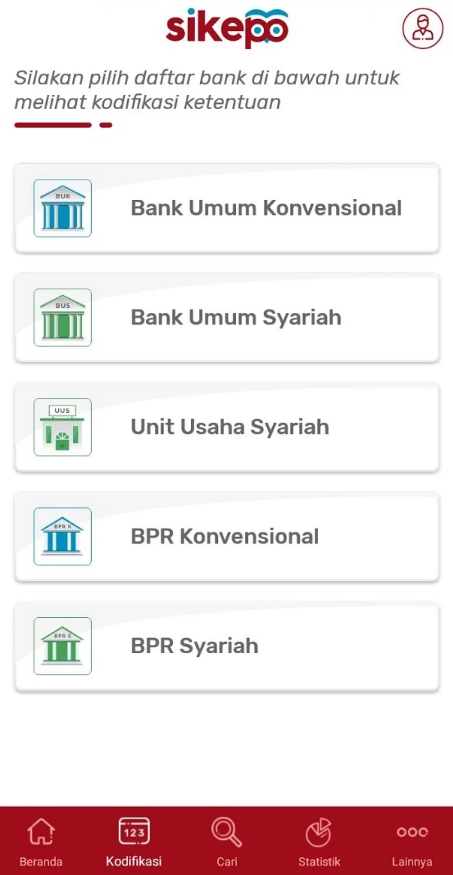 sikepo
Silakan pilih daftar bank di bawah untuk
melihat kodifikasi ketentuan
BUK
Bank Umum Konvensional
BUS
Bank Umum Syariah
UUS
Unit Usaha Syariah
BPR K
BPR Konvensional
BPR S
BPR Syariah
123
Beranda Kodifikasi Cari Statistik Lainnya